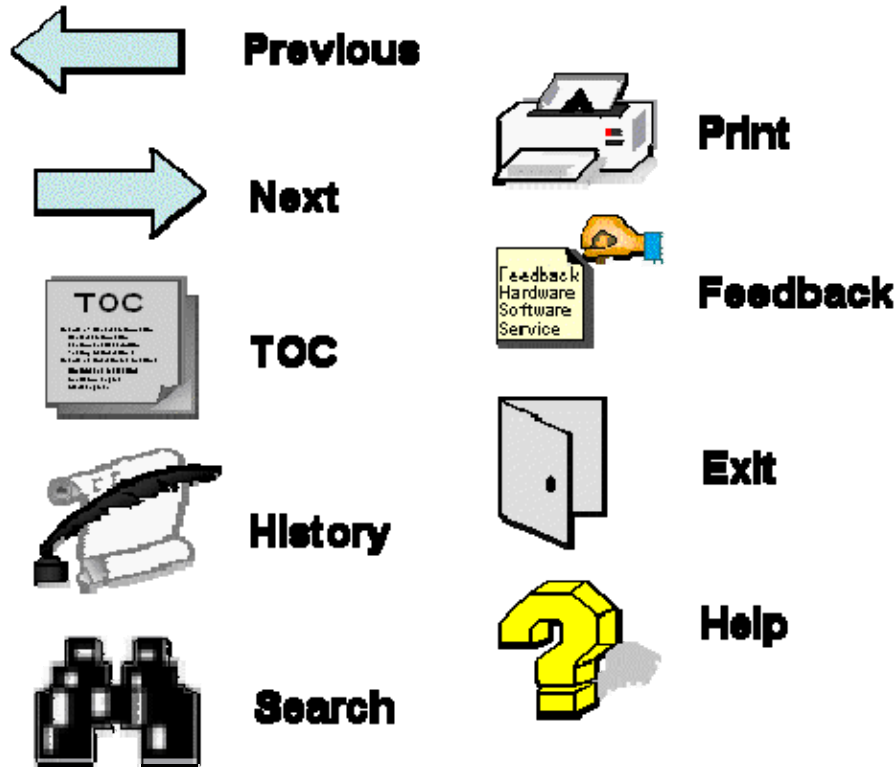 Previous
Next
TOC
TOC
History
Search
Print
Feedback
Hardware
Software
Service
Feedback
Exit
Help